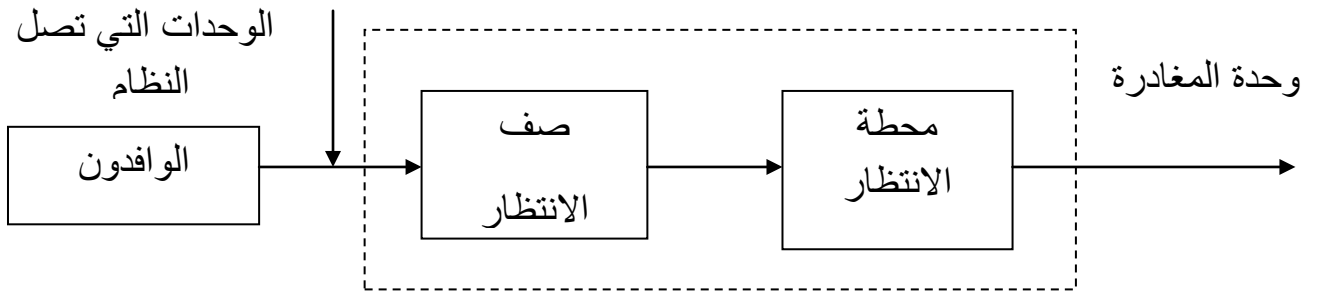 الوحدات التي تصل
النظام
الوافدون
صف
الانتظار
محطة
الانتظار
وحدة المغادرة